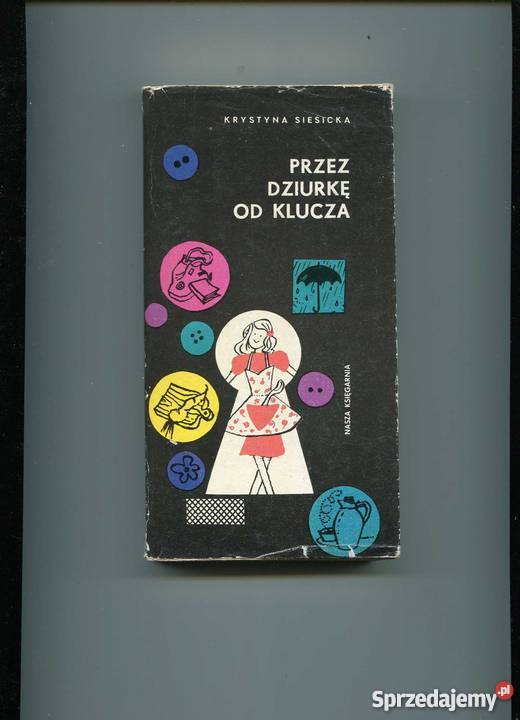 KRYSTYNA SIESICKA
PRZEZ
DZIURKĘ
OD KLUCZA
NASZA KSIĘGARNIA
Sprzedajemy.pl